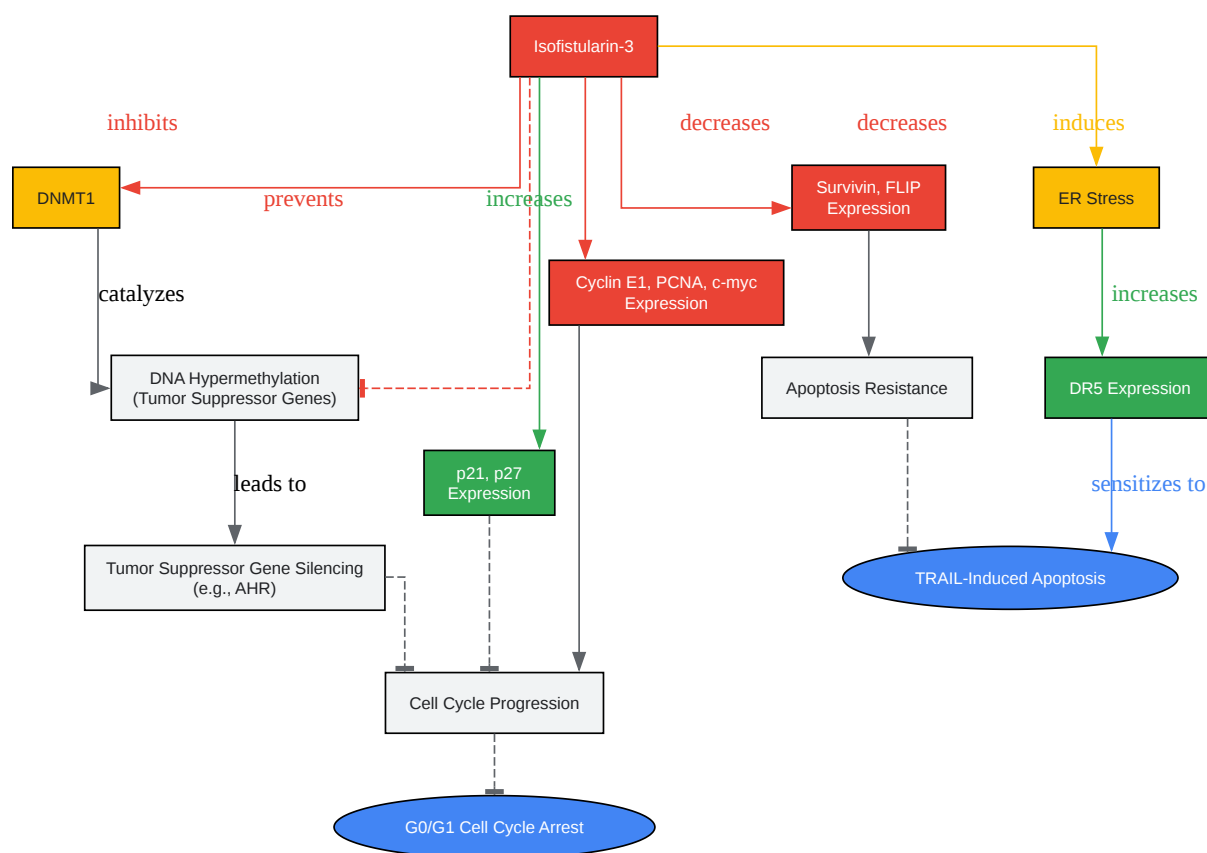 Isofistularin-3
inhibits
decreases
decreases
induces
DNMT1
prevents
increases
Survivin, FLIP
Expression
ER Stress
Cyclin E1, PCNA, c-myc
Expression
catalyzes
increases
DNA Hypermethylation
(Tumor Suppressor Genes)
Apoptosis Resistance
DR5 Expression
p21, p27
Expression
leads to
sensitizes to
Tumor Suppressor Gene Silencing
(e.g., AHR)
TRAIL-Induced Apoptosis
Cell Cycle Progression
G0/G1 Cell Cycle Arrest